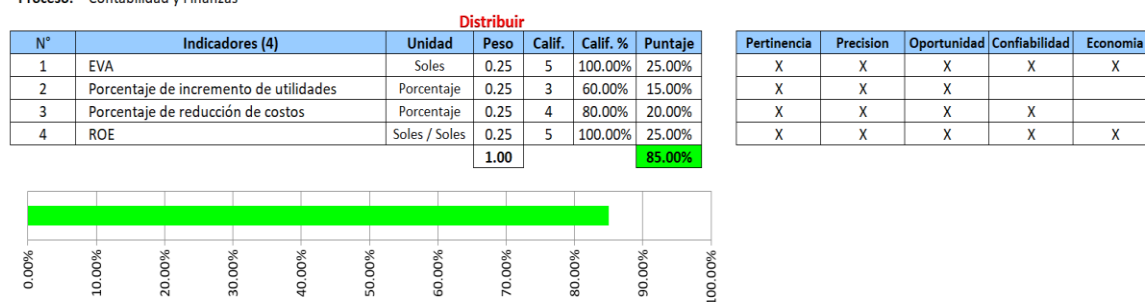 Proceso: Contabilidad y Finanzas
Distribuir
N° Indicadores (4) Unidad Peso Calif. Calif. % Puntaje Pertinencia Precision Oportunidad Confiabilidad Economia
1 EVA Soles 0.25 5 100.00% 25.00% X X X X X
2 Porcentaje de incremento de utilidades Porcentaje 0.25 3 60.00% 15.00% X X X
3 Porcentaje de reducción de costos Porcentaje 0.25 4 80.00% 20.00% X X X X
4 ROE Soles / Soles 0.25 5 100.00% 25.00% X X X X X
1.00 85.00%
0.00% 10.00% 20.00% 30.00% 40.00% 50.00% 60.00% 70.00% 80.00% 90.00% 100.00%